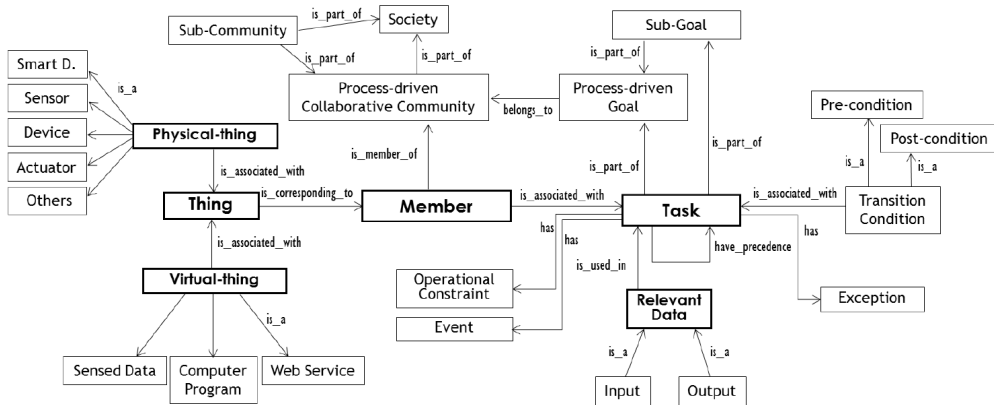 Sub-Community
is_part_of
Society
Sub-Goal
is_part_of
is_part_of
is_part_of
Smart D.
is_a
Sensor
Process-driven
Collaborative Community
belongs_to
Process-driven
Goal
Pre-condition
Device
Physical-thing
Post-condition
is_part_of
Actuator
is_member_of
is_a
is_a
is_associated_with
is_part_of
Others
is_corresponding_to
is_associated_with
is_associated_with
Thing
Member
Task
Transition
Condition
has
has
has
is_associated_with
have_precedence
is_used_in
Virtual-thing
Operational
Constraint
Relevant
Data
Exception
is_a
Event
is_a
is_a
Sensed Data
Computer
Program
Web Service
Input
Output